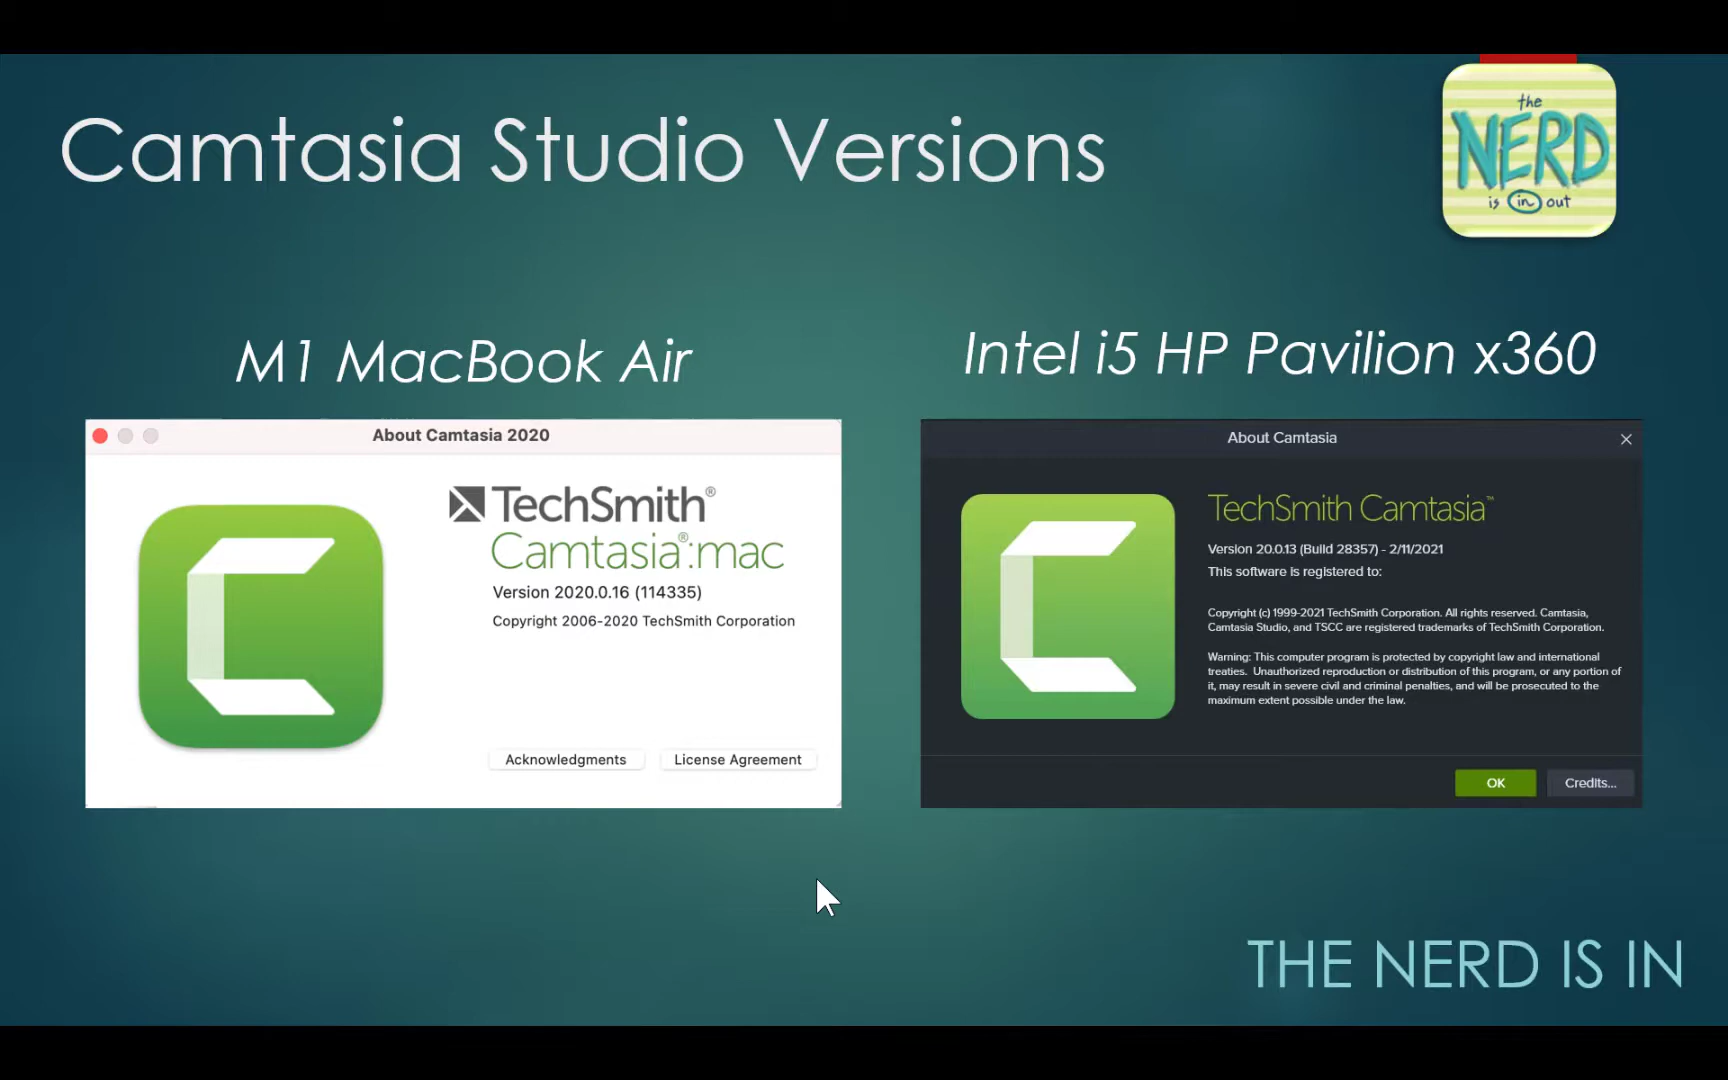 Camtasia Studio Versions
the
NERD
is in out
M1 MacBook Air
Intel i5 HP Pavilion x360
About Camtasia 2020
TechSmith®
Camtasia®:mac
Version 2020.0.16 (114335)
Copyright 2006-2020 TechSmith Corporation
Acknowledgments
License Agreement
About Camtasia
TechSmith Camtasia™
Version 20.0.13 (Build 28357) - 2/11/2021
This software is registered to:
Copyright (c) 1999-2021 TechSmith Corporation. All rights reserved. Camtasia,
Camtasia Studio, and TSCC are registered trademarks of TechSmith Corporation.
Warning: This computer program is protected by copyright law and international
treaties. Unauthorized reproduction or distribution of this program, or any portion of
it, may result in severe civil and criminal penalties, and will be prosecuted to the
maximum extent possible under the law.
OK
Credits...
THE NERD IS IN